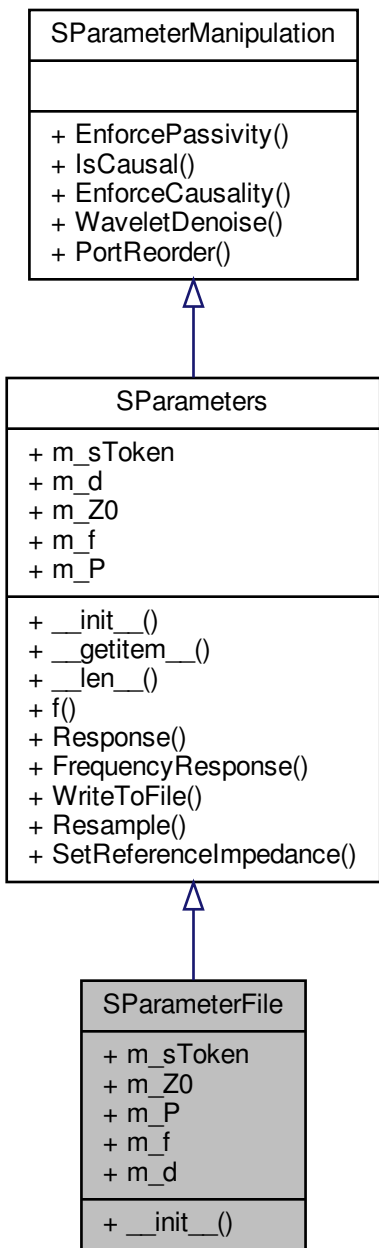 SParameterManipulation
+ EnforcePassivity()
+ IsCausal()
+ EnforceCausality()
+ WaveletDenoise()
+ PortReorder()
SParameters
+ m_sToken
+ m_d
+ m_Z0
+ m_f
+ m_P
+ __init__()
+ __getitem__()
+ __len__()
+ f()
+ Response()
+ FrequencyResponse()
+ WriteToFile()
+ Resample()
+ SetReferenceImpedance()
SParameterFile
+ m_sToken
+ m_Z0
+ m_P
+ m_f
+ m_d
+ __init__()